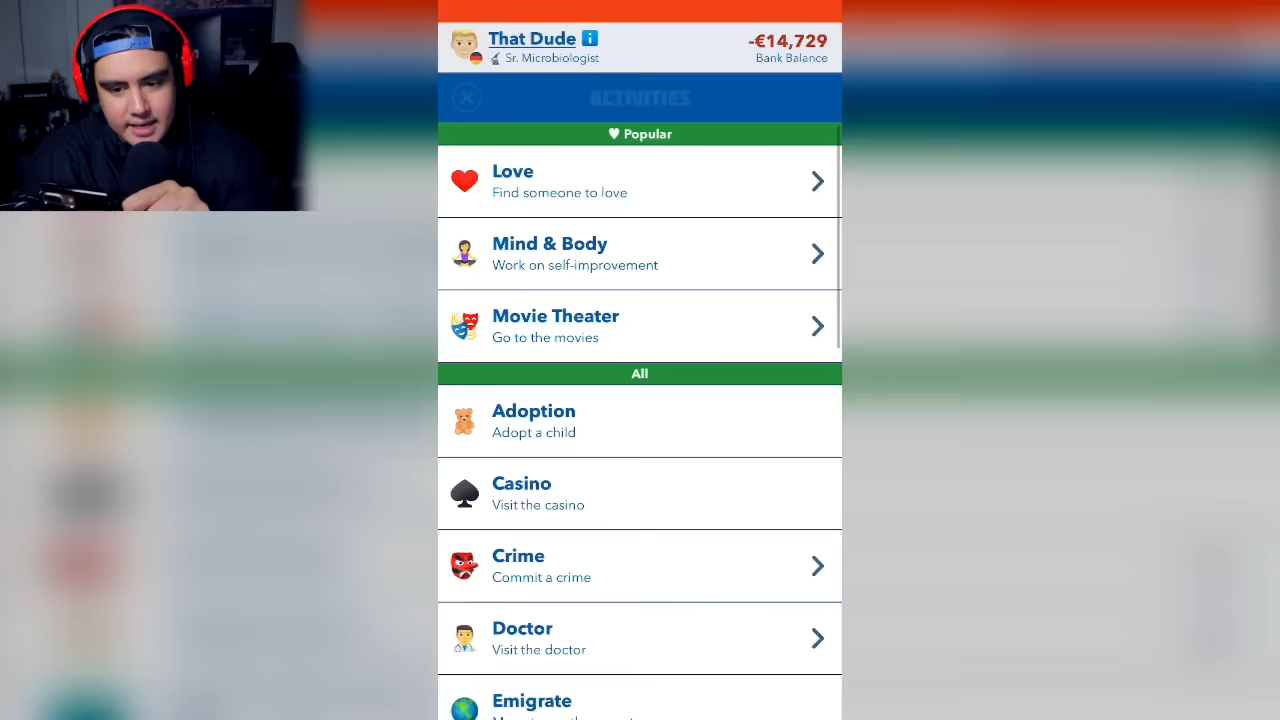 That Dude
-€14,729
Sr. Microbiologist
Bank Balance
ACTIVITIES
Popular
Love
Find someone to love
Mind & Body
Work on self-improvement
Movie Theater
Go to the movies
All
Adoption
Adopt a child
Casino
Visit the casino
Crime
Commit a crime
Doctor
Visit the doctor
Emigrate